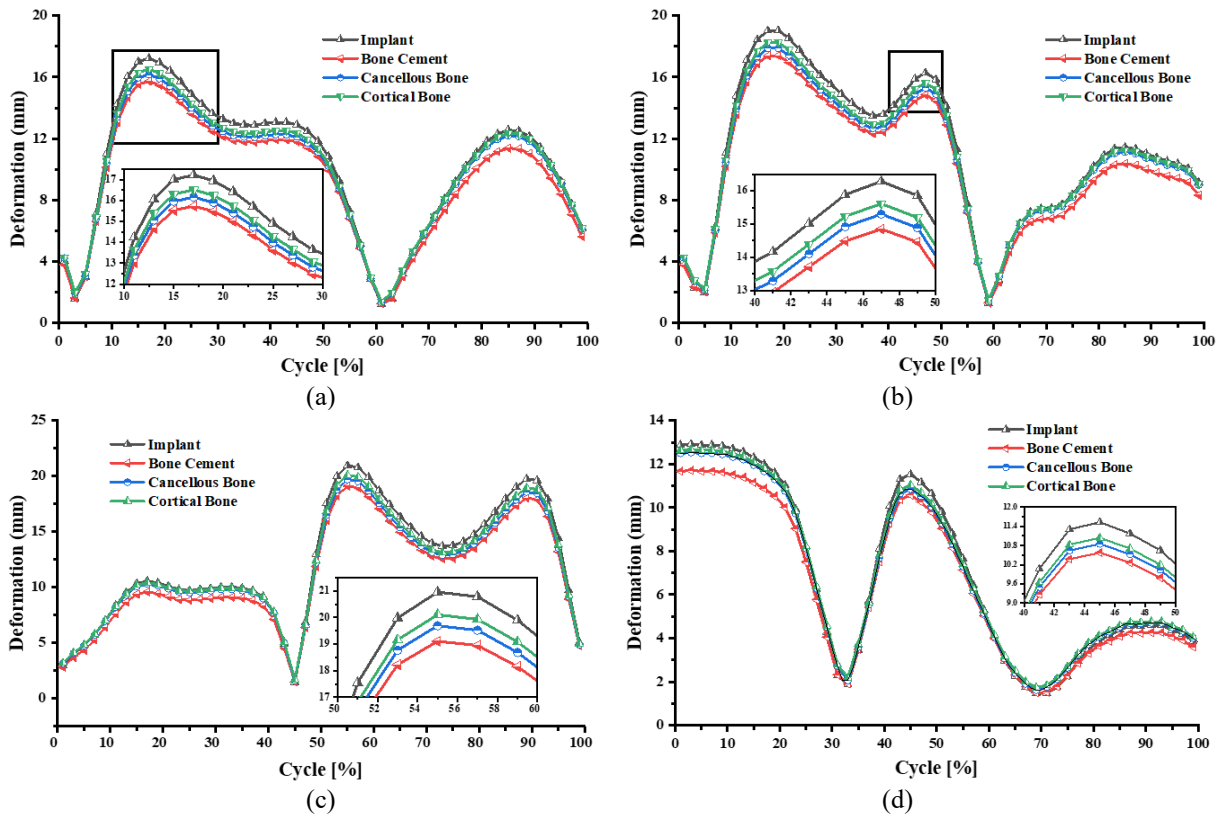 20
16
12
8
4
0
Deformation (mm)
Implant
Bone Cement
Cancellous Bone
Cortical Bone
17
16
15
14
13
12
10 15 20 25 30
0 10 20 30 40 50 60 70 80 90 100
Cycle [%]
(a)
20
16
12
8
4
0
Deformation (mm)
Implant
Bone Cement
Cancellous Bone
Cortical Bone
16
15
14
13
40 42 44 46 48 50
0 10 20 30 40 50 60 70 80 90 100
Cycle [%]
(b)
25
20
15
10
5
0
Deformation (mm)
Implant
Bone Cement
Cancellous Bone
Cortical Bone
21
20
19
18
17
50 52 54 56 58 60
0 10 20 30 40 50 60 70 80 90 100
Cycle [%]
(c)
14
12
10
8
6
4
2
0
Deformation (mm)
Implant
Bone Cement
Cancellous Bone
Cortical Bone
12.0
11.4
10.8
10.2
9.6
9.0
40 42 44 46 48 50
0 10 20 30 40 50 60 70 80 90 100
Cycle [%]
(d)